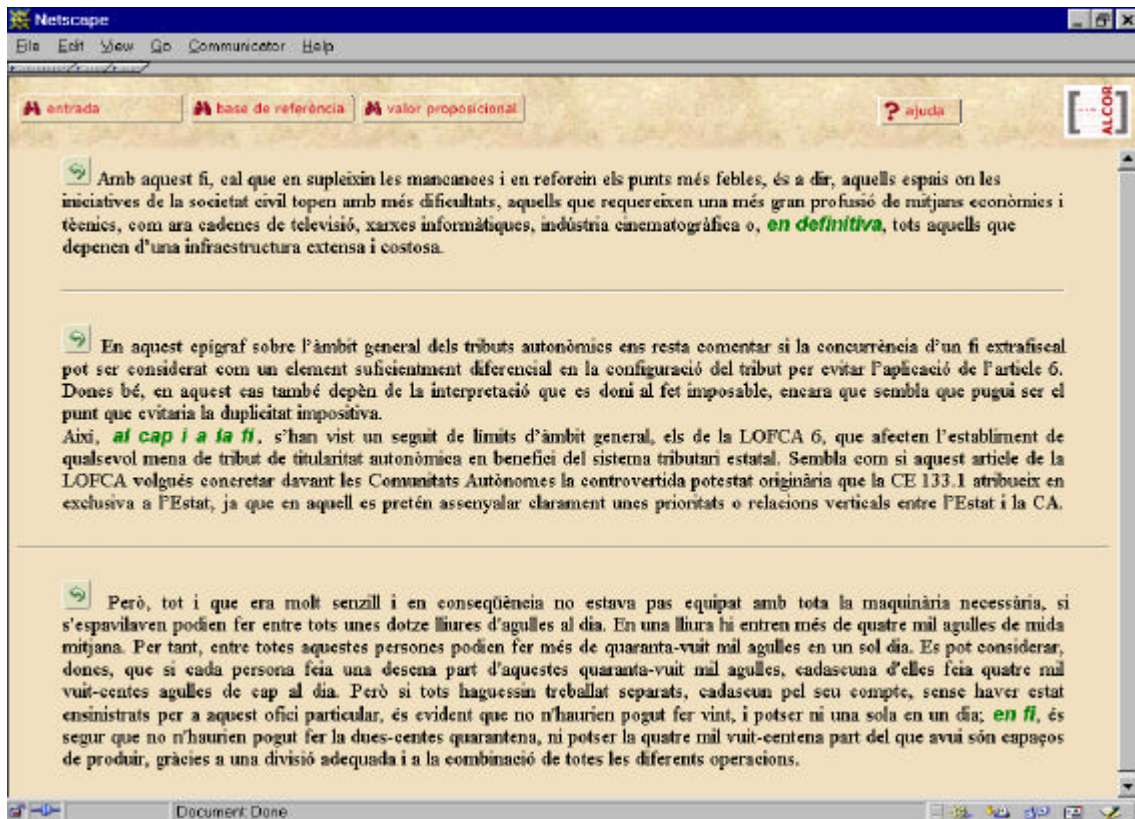 Netscape
File Edit View Go Communicator Help
entrada base de referència valor proposicional ? ajuda ALCOR
Amb aquest fi, cal que en supleixin les mancances i en reforcin els punts més febles, és a dir, aquells espais on les
iniciatives de la societat civil topen amb més dificultats, aquells que requereixen una més gran profusió de mitjans econòmics i
tècnics, com ara cadenes de televisió, xarxes informàtiques, indústria cinematogràfica o, en definitiva, tots aquells que
depenen d'una infraestructura extensa i costosa.
En aquest epígraf sobre l'àmbit general dels tributs autonòmics ens resta comentar si la concurrència d'un fi extrafiscal
pot ser considerat com un element suficientment diferencial en la configuració del tribut per evitar l'aplicació de l'article 6.
Doncs bé, en aquest cas també depèn de la interpretació que es doni al fet imposable, encara que sembla que pugui ser el
punt que evitaria la duplicitat impositiva.
Així, al cap i a la fi, s'han vist un seguit de límits d'àmbit general, els de la LOFCA 6, que afecten l'establiment de
qualsevol mena de tribut de titularitat autonòmica en benefici del sistema tributari estatal. Sembla com si aquest article de la
LOFCA volgués concretar davant les Comunitats Autònomes la controvertida potestat originària que la CE 133.1 atribueix en
exclusiva a l'Estat, ja que en aquell es pretén assenyalar clarament unes prioritats o relacions verticals entre l'Estat i la CA.
Però, tot i que era molt senzill i en conseqüència no estava pas equipat amb tota la maquinària necessària, si
s'espavilaven podien fer entre tots unes dotze lliures d'agulles al dia. En una lliura hi entren més de quatre mil agulles de mida
mitjana. Per tant, entre totes aquestes persones podien fer més de quaranta-vuit mil agulles en un sol dia. Es pot considerar,
doncs, que si cada persona feia una desena part d'aquestes quaranta-vuit mil agulles, cadascuna d'elles feia quatre mil
vuit-centes agulles de cap al dia. Però si tots haguessin treballat separats, cadascun pel seu compte, sense haver estat
ensinistrats per a aquest ofici particular, és evident que no n'haurien pogut fer vint, i potser ni una sola en un dia; en fi, és
segur que no n'haurien pogut fer la dues-centes quarantena, ni potser la quatre mil vuit-centena part del que avui són capaços
de produir, gràcies a una divisió adequada i a la combinació de totes les diferents operacions.
Document: Done